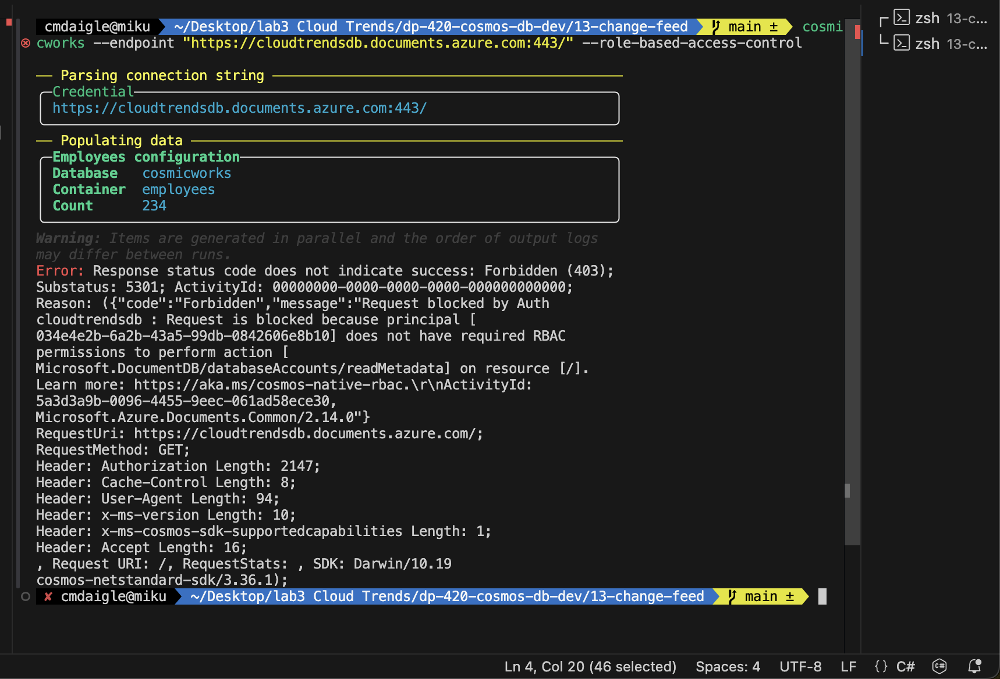 cmdaigle@miku ~/Desktop/lab3 Cloud Trends/dp-420-cosmos-db-dev/13-change-feed main ± cosmi
cworks --endpoint "https://cloudtrendsdb.documents.azure.com:443/" --role-based-access-control
Parsing connection string
Credential
https://cloudtrendsdb.documents.azure.com:443/
Populating data
Employees configuration
Database cosmicworks
Container employees
Count 234
Warning: Items are generated in parallel and the order of output logs
may differ between runs.
Error: Response status code does not indicate success: Forbidden (403);
Substatus: 5301; ActivityId: 00000000-0000-0000-0000-000000000000;
Reason: ({"code":"Forbidden","message":"Request blocked by Auth
cloudtrendsdb : Request is blocked because principal [
034e4e2b-6a2b-43a5-99db-0842606e8b10] does not have required RBAC
permissions to perform action [
Microsoft.DocumentDB/databaseAccounts/readMetadata] on resource [/].
Learn more: https://aka.ms/cosmos-native-rbac.\r\nActivityId:
5a3d3a9b-0096-4455-9eec-061ad58ece30,
Microsoft.Azure.Documents.Common/2.14.0"}
RequestUri: https://cloudtrendsdb.documents.azure.com/;
RequestMethod: GET;
Header: Authorization Length: 2147;
Header: Cache-Control Length: 8;
Header: User-Agent Length: 94;
Header: x-ms-version Length: 10;
Header: x-ms-cosmos-sdk-supportedcapabilities Length: 1;
Header: Accept Length: 16;
, Request URI: /, RequestStats: , SDK: Darwin/10.19
cosmos-netstandard-sdk/3.36.1);
✘ cmdaigle@miku ~/Desktop/lab3 Cloud Trends/dp-420-cosmos-db-dev/13-change-feed main ±
zsh 13-c...
zsh 13-c...
Ln 4, Col 20 (46 selected) Spaces: 4 UTF-8 LF {} C#